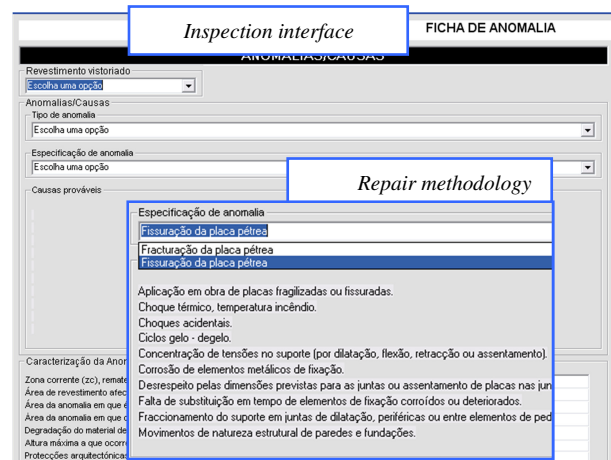 Inspection interface
FICHA DE ANOMALIA
ANOMALIAS/CAUSAS
Revestimento vistoriado
Escolha uma opção
Anomalias/Causas
Tipo de anomalia
Escolha uma opção
Especificação de anomalia
Escolha uma opção
Repair methodology
Causas prováveis
Especificação de anomalia
Fissuração da placa pétrea
Fracturação da placa pétrea
Fissuração da placa pétrea
Aplicação em obra de placas fragilizadas ou fissuradas.
Choque térmico, temperatura incêndio.
Choques acidentais.
Ciclos gelo - degelo.
Concentração de tensões no suporte (por dilatação, flexão, retracção ou assentamento).
Corrosão de elementos metálicos de fixação.
Desrespeito pelas dimensões previstas para as juntas ou assentamento de placas nas jun
Falta de substituição em tempo de elementos de fixação corroídos ou deteriorados.
Fraccionamento do suporte em juntas de dilatação, periféricas ou entre elementos de ped
Movimentos de natureza estrutural de paredes e fundações.
Caracterização da Anor
Zona corrente (zc), remate
Área de revestimento afec
Área da anomalia em que é
Área da anomalia em que c
Degradação do material de
Altura máxima a que ocorre
Protecções arquitectónicas